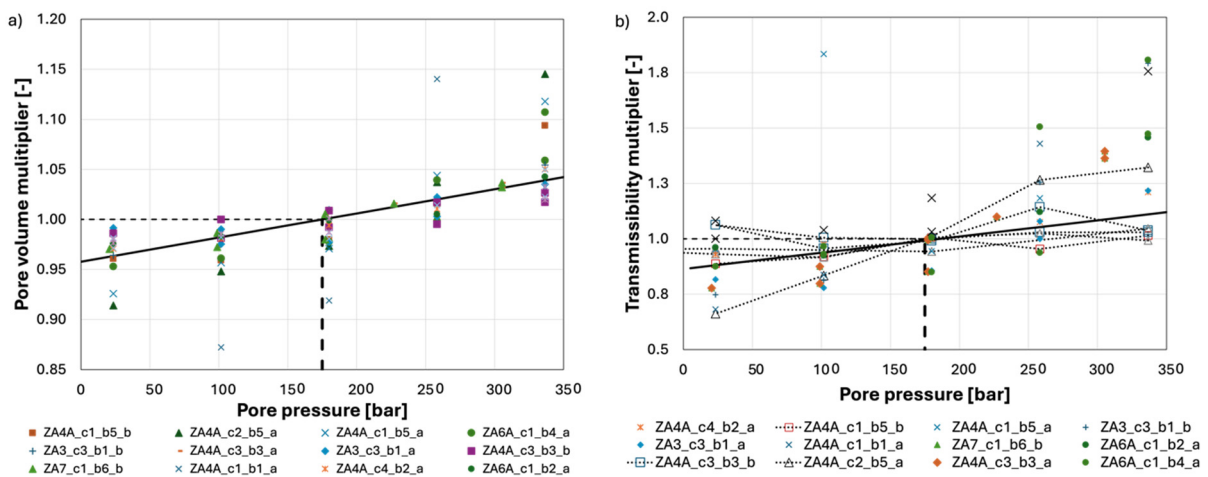 a)
Pore volume mulitiplier [-]
1.20
1.15
1.10
1.05
1.00
0.95
0.90
0.85
0 50 100 150 200 250 300 350
Pore pressure [bar]
ZA4A_c1_b5_b ZA4A_c2_b5_a ZA4A_c1_b5_a ZA6A_c1_b4_a
ZA3_c3_b1_b ZA4A_c3_b3_a ZA3_c3_b1_a ZA4A_c3_b3_b
ZA7_c1_b6_b ZA4A_c1_b1_a ZA4A_c4_b2_a ZA6A_c1_b2_a
b)
Transmissibility multiplier [-]
2.0
1.8
1.5
1.3
1.0
0.8
0.5
0 50 100 150 200 250 300 350
Pore pressure [bar]
ZA4A_c4_b2_a ZA4A_c1_b5_b ZA4A_c1_b5_a ZA3_c3_b1_b
ZA3_c3_b1_a ZA4A_c1_b1_a ZA7_c1_b6_b ZA6A_c1_b2_a
ZA4A_c3_b3_b ZA4A_c2_b5_a ZA4A_c3_b3_a ZA6A_c1_b4_a